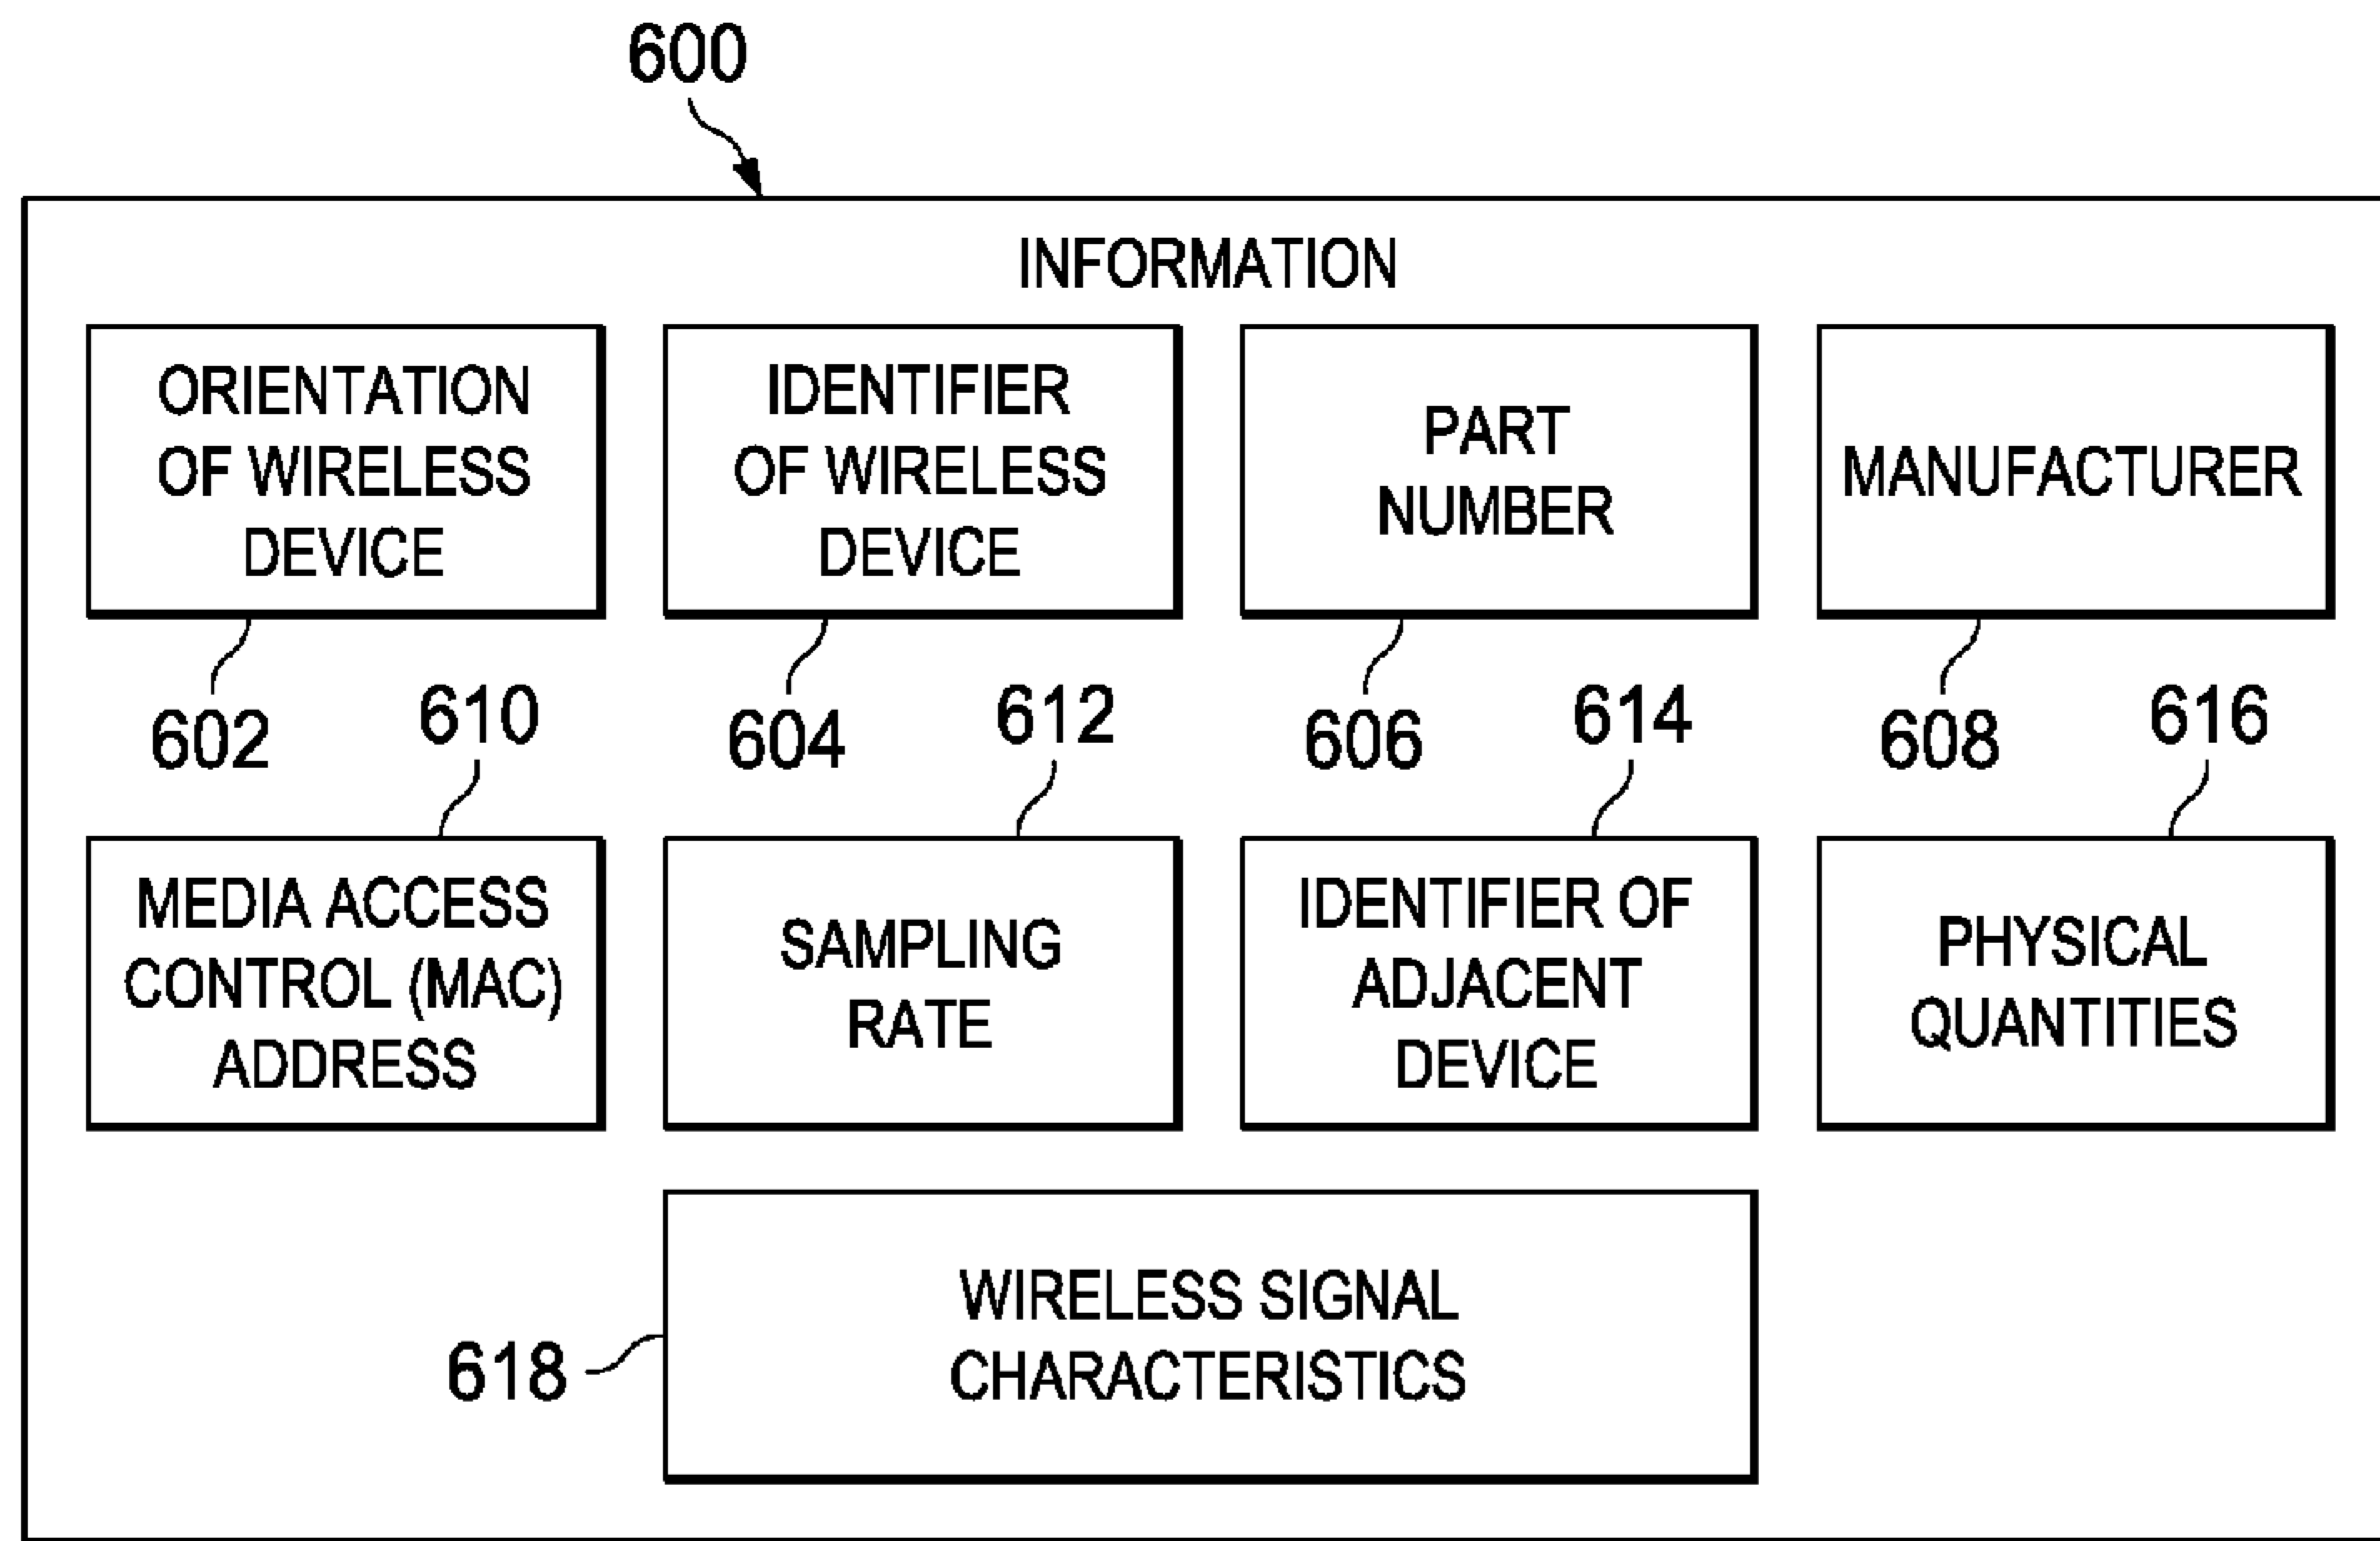 600
INFORMATION
ORIENTATION
OF WIRELESS
DEVICE
IDENTIFIER
OF WIRELESS
DEVICE
PART
NUMBER
MANUFACTURER
602
604
606
608
610
612
614
616
MEDIA ACCESS
CONTROL (MAC)
ADDRESS
SAMPLING
RATE
IDENTIFIER OF
ADJACENT
DEVICE
PHYSICAL
QUANTITIES
618
WIRELESS SIGNAL
CHARACTERISTICS